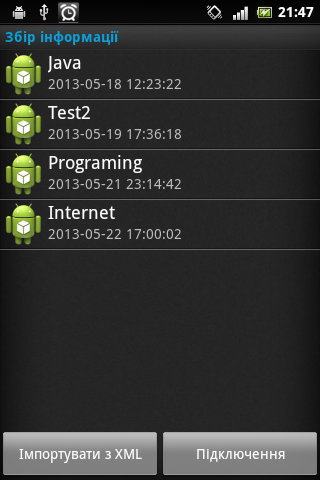 21:47
Збір інформації
Java
2013-05-18 12:23:22
Test2
2013-05-19 17:36:18
Programing
2013-05-21 23:14:42
Internet
2013-05-22 17:00:02
Імпортувати з XML
Підключення